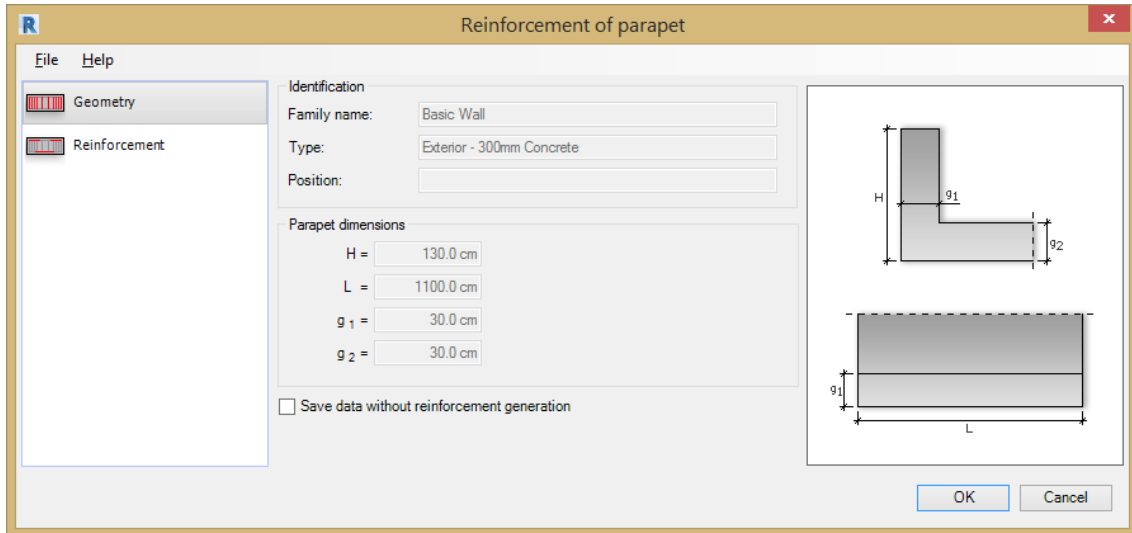 R Reinforcement of parapet x
File Help
Geometry
Reinforcement
Identification
Family name: Basic Wall
Type: Exterior - 300mm Concrete
Position:
Parapet dimensions
H = 130.0 cm
L = 1100.0 cm
g 1 = 30.0 cm
g 2 = 30.0 cm
Save data without reinforcement generation
H
g1
g2
g1
L
OK Cancel